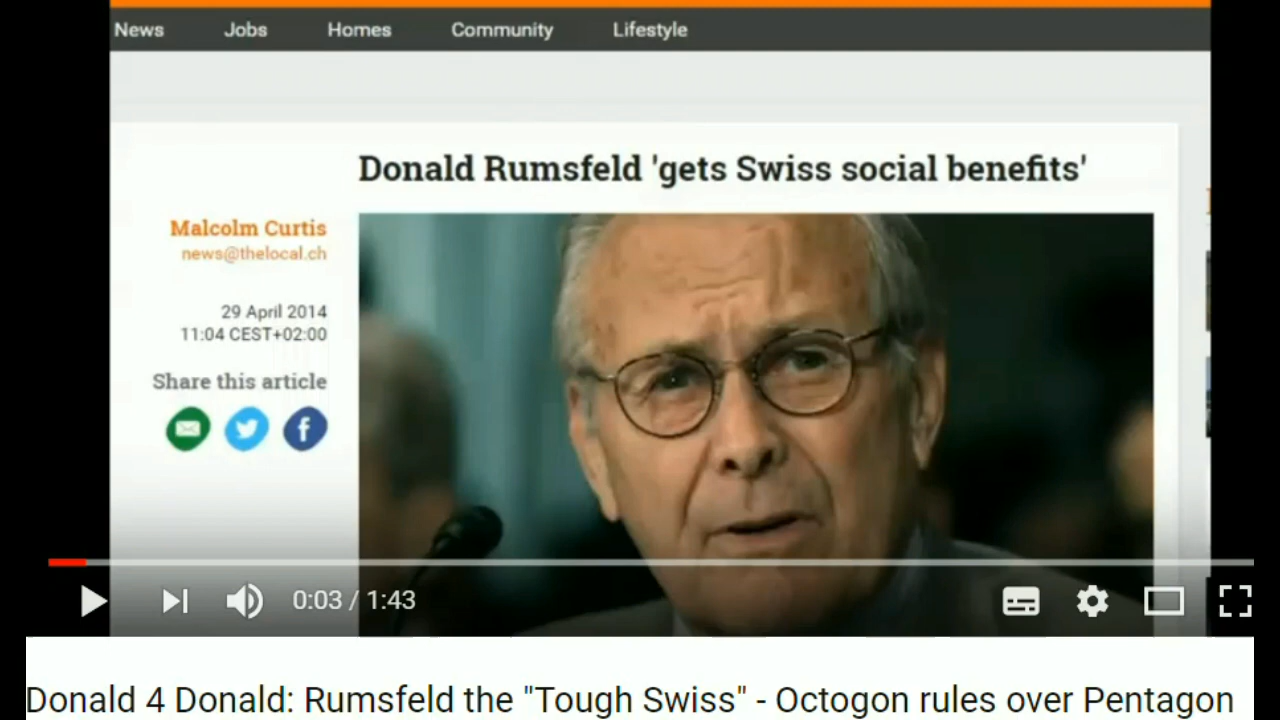 News Jobs Homes Community Lifestyle
Donald Rumsfeld 'gets Swiss social benefits'
Malcolm Curtis
news@thelocal.ch
29 April 2014
11:04 CEST+02:00
Share this article
0:03 / 1:43
Donald 4 Donald: Rumsfeld the "Tough Swiss" - Octogon rules over Pentagon